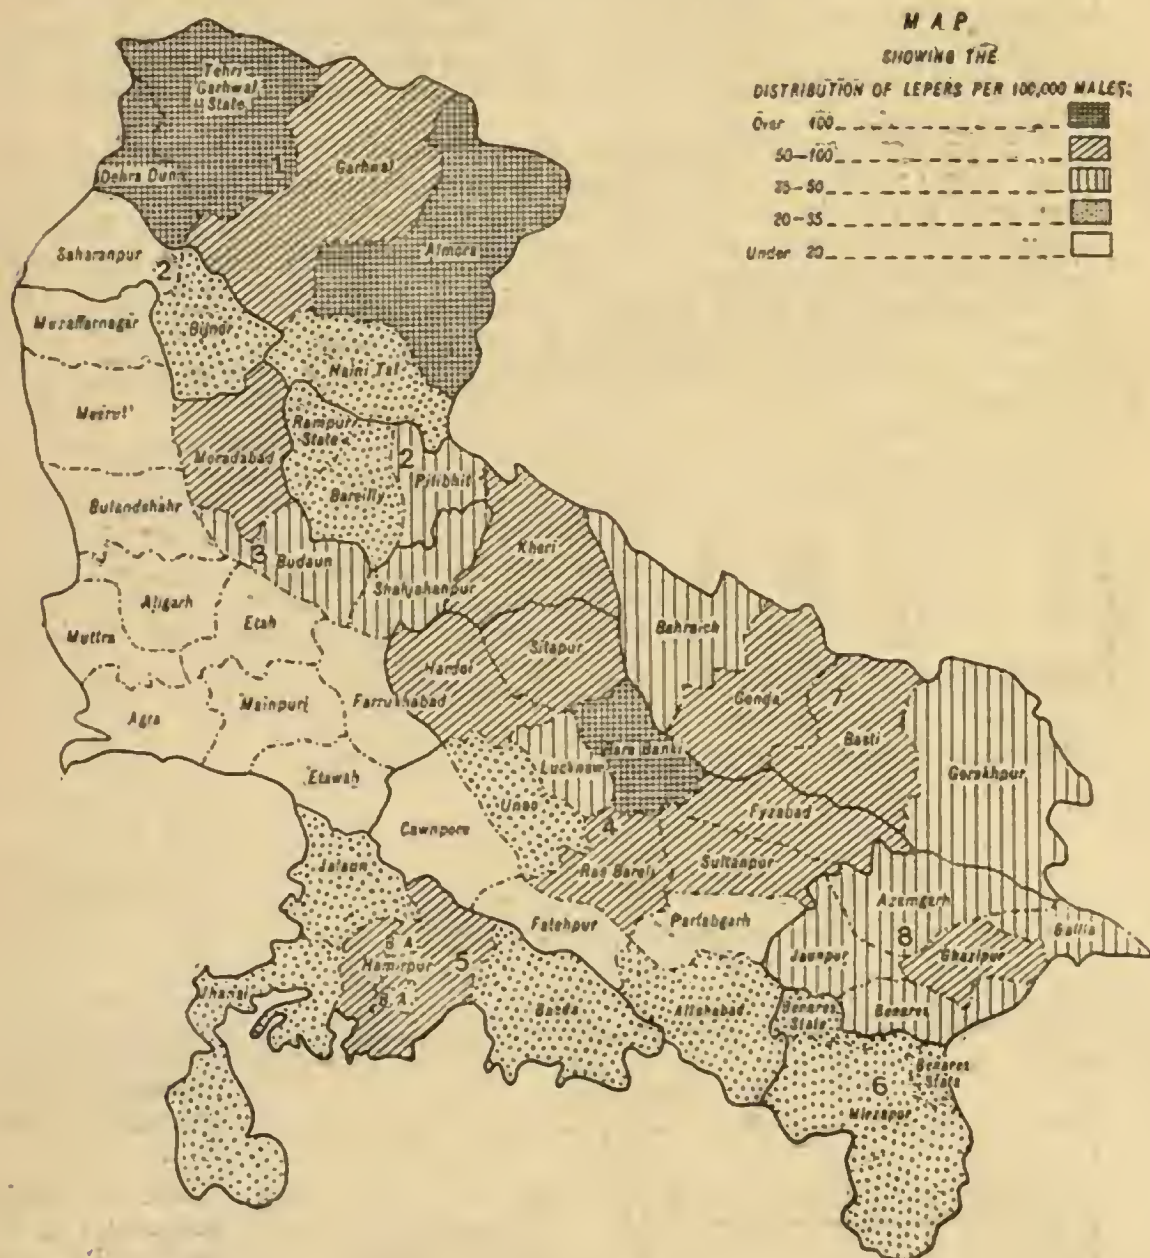 MAP
SHOWING THE
DISTRIBUTION OF LEPERS PER 100,000 MALES:
Over 100
50-100
35-50
20-35
Under 20
Tehri
Garhwal
State
Dehra Dun
1
Garhwal
Almora
Saharanpur
2
Muzaffarnagar
Bijnor
Naini Tal
Meerut
Moradabad
Rampur
State
2
Pilibhit
Bareilly
Bulandshahr
3
Budaun
Shahjahanpur
Kheri
Aligarh
Etah
Muttra
Hardoi
Sitapur
Bahraich
Agra
Mainpuri
Farrukhabad
Gonda
7
Basti
Bara Banki
Lucknow
Gorakhpur
Etawah
Unao
Cawnpore
4
Fyzabad
Jalaun
Rae Bareli
Sultanpur
Azamgarh
Fatehpur
Partabgarh
Ballia
8
B.A.
Hamirpur
5
Jaunpur
Ghazipur
B.A.
Jhansi
Banda
Allahabad
Benares
State
Benares
6
Mirzapur
Benares
State